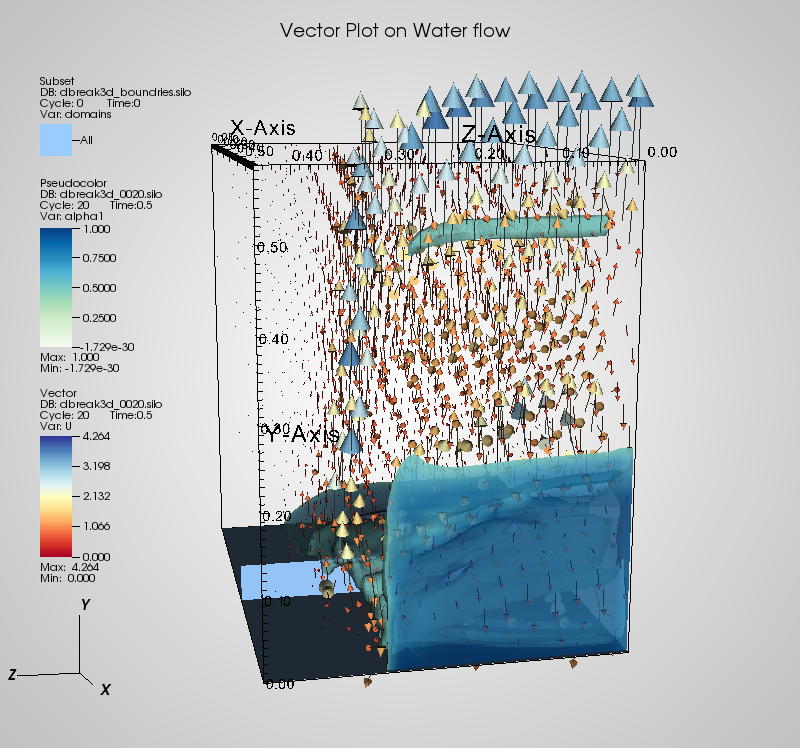 Vector Plot on Water flow
Subset
DB: dbreak3d_boundries.silo
Cycle: 0 Time:0
Var: domains
All
Pseudocolor
DB: dbreak3d_0020.silo
Cycle: 20 Time:0.5
Var: alpha1
1.000
0.7500
0.5000
0.2500
-1.729e-30
Max: 1.000
Min: -1.729e-30
Vector
DB: dbreak3d_0020.silo
Cycle: 20 Time:0.5
Var: U
4.264
3.198
2.132
1.066
0.000
Max: 4.264
Min: 0.000
X-Axis
Z-Axis
0.40
0.30
0.20
0.10
0.00
0.50
0.40
0.30
Y-Axis
0.20
0.10
0.00
Y
Z
X